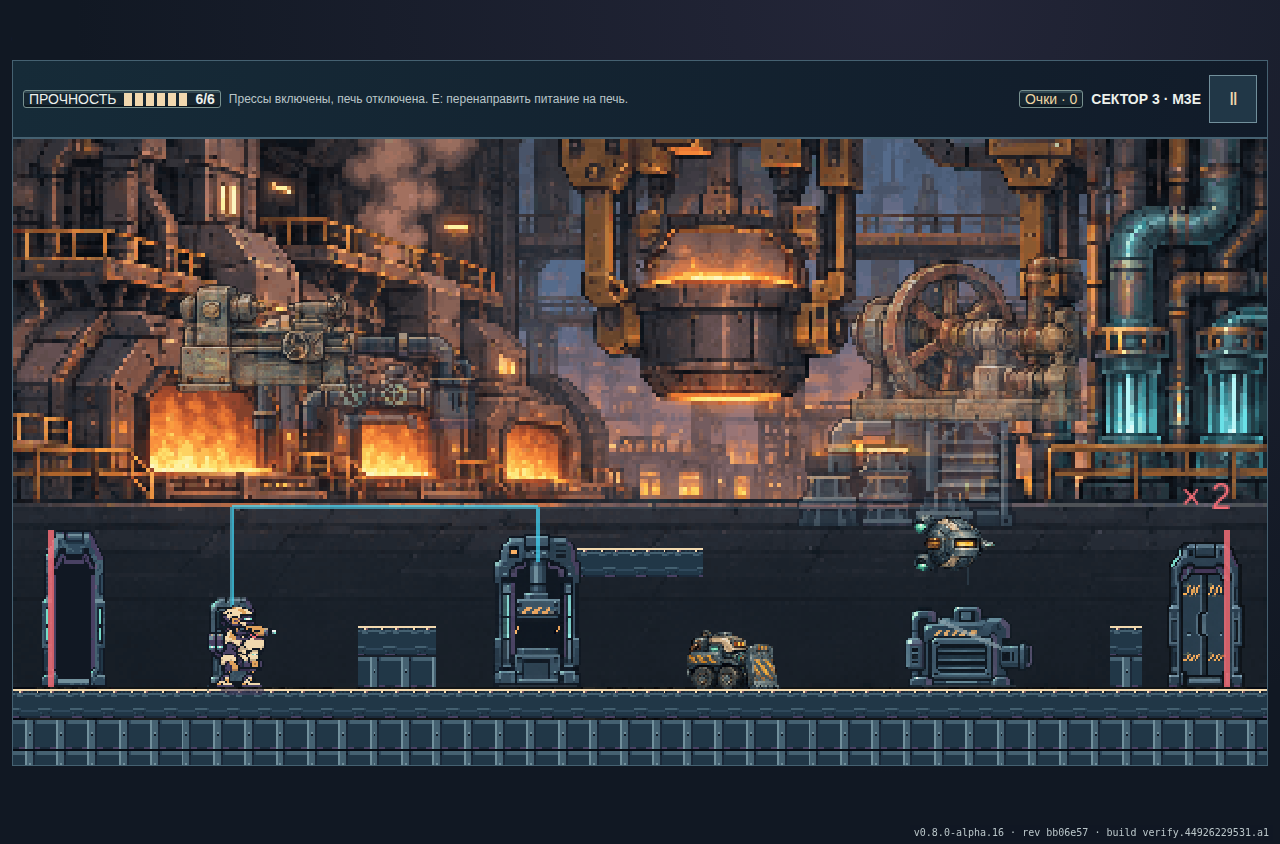 ПРОЧНОСТЬ 6/6 Прессы включены, печь отключена. E: перенаправить питание на печь. Очки · 0 СЕКТОР 3 · МЗЕ II
× 2
v0.8.0-alpha.16 · rev bb06e57 · build verify.44926229531.a1